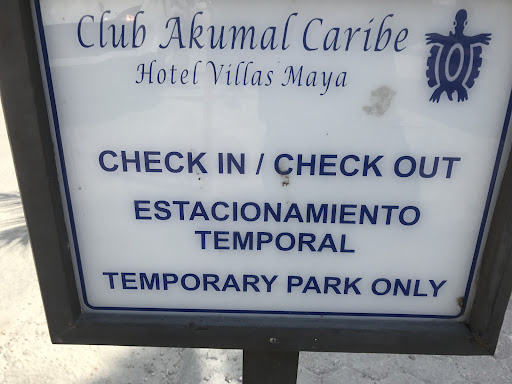 Club Akumal Caribe
Hotel Villas Maya
CHECK IN / CHECK OUT
ESTACIONAMIENTO
TEMPORAL
TEMPORARY PARK ONLY